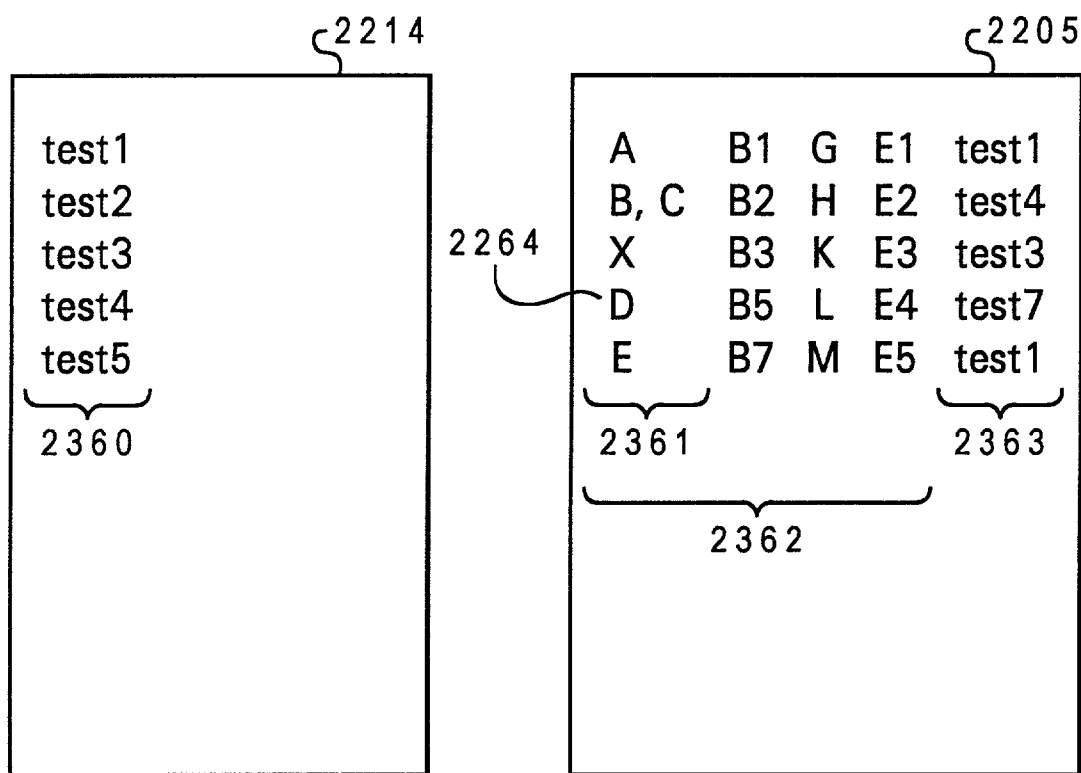 2214
test1
test2
test3
test4
test5
2360
2205
A B1 G E1 test1
B, C B2 H E2 test4
X B3 K E3 test3
D B5 L E4 test7
E B7 M E5 test1
2264
2361
2363
2362